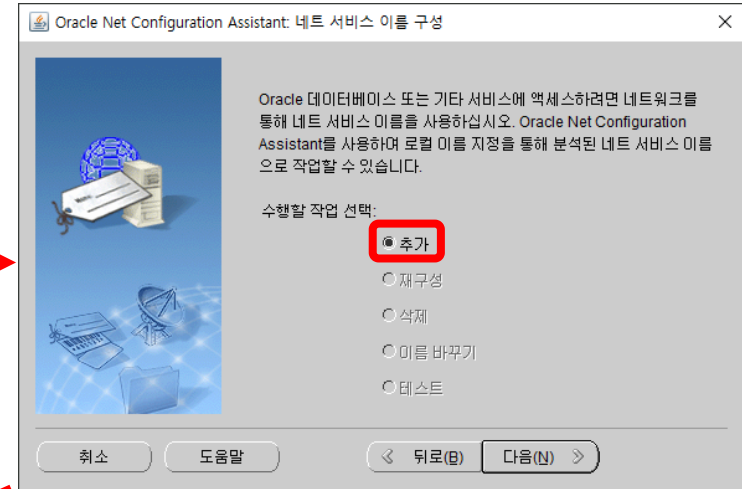 Oracle Net Configuration Assistant: 네트 서비스 이름 구성
Oracle 데이터베이스 또는 기타 서비스에 액세스하려면 네트워크를
통해 네트 서비스 이름을 사용하십시오. Oracle Net Configuration
Assistant를 사용하여 로컬 이름 지정을 통해 분석된 네트 서비스 이름
으로 작업할 수 있습니다.
수행할 작업 선택:
추가
재구성
삭제
이름 바꾸기
테스트
취소 도움말 뒤로(B) 다음(N)